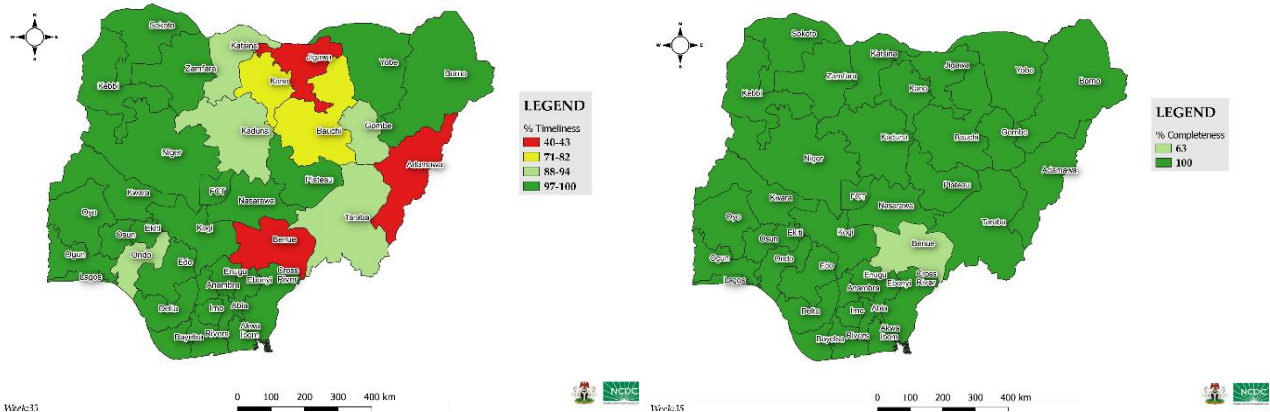 N
W E
S
Sokoto
Katsina
Jigawa
Yobe
Borno
Zamfara
Kano
Kebbi
Kaduna
Bauchi
Gombe
Adamawa
Niger
Plateau
FCT
Kwara
Nasarawa
Taraba
Oyo
Ekiti
Kogi
Benue
Osun
Ogun
Ondo
Edo
Enugu
Cross
River
Ebonyi
Lagos
Anambra
Delta
Imo
Abia
Bayelsa
Rivers
Akwa
Ibom
LEGEND
% Timeliness
40-43
71-82
88-94
97-100
Week:35
0 100 200 300 400 km
NCDC
N
W E
S
Sokoto
Katsina
Jigawa
Yobe
Borno
Zamfara
Kano
Kebbi
Kaduna
Bauchi
Gombe
Adamawa
Niger
Plateau
FCT
Kwara
Nasarawa
Taraba
Oyo
Ekiti
Kogi
Benue
Osun
Ogun
Ondo
Edo
Enugu
Cross
River
Ebonyi
Lagos
Anambra
Delta
Imo
Abia
Bayelsa
Rivers
Akwa
Ibom
LEGEND
% Completeness
63
100
Week:35
0 100 200 300 400 km
NCDC